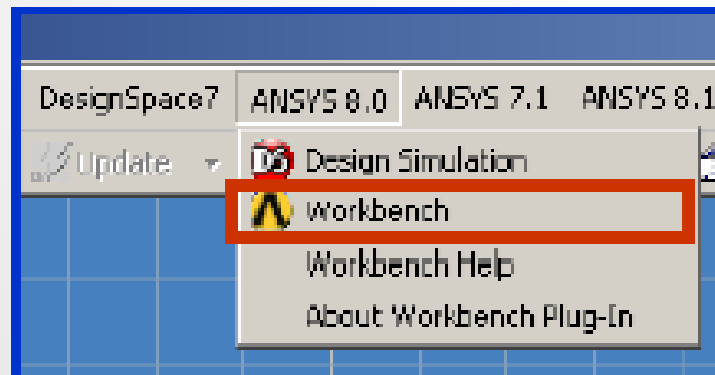 DesignSpace7 ANSYS 8.0 ANSYS 7.1 ANSYS 8.1
Update Design Simulation
Workbench
Workbench Help
About Workbench Plug-In